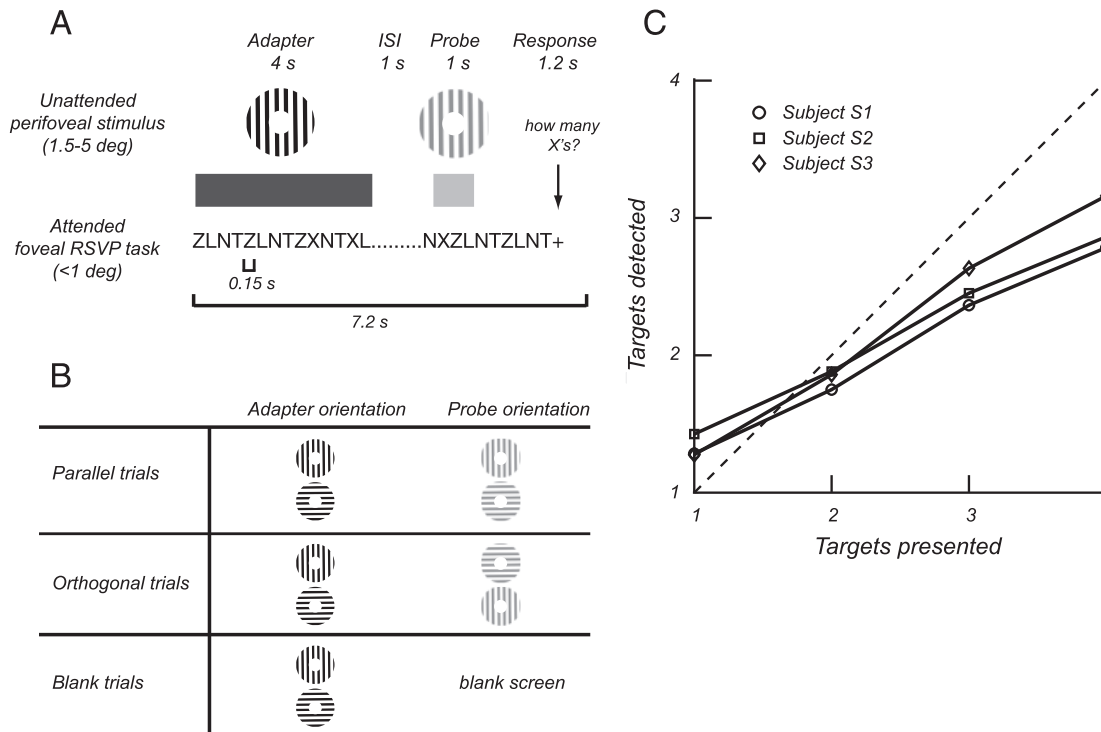 A
Adapter
4 s
ISI
1 s
Probe
1 s
Response
1.2 s
Unattended
perifoveal stimulus
(1.5-5 deg)
how many
X's?
Attended
foveal RSVP task
(<1 deg)
ZLNTZLNTZXNTXL.........NXZLNTZLNT+
0.15 s
7.2 s
B
Adapter orientation
Probe orientation
Parallel trials
Orthogonal trials
Blank trials
blank screen
C
4
3
2
1
Targets detected
Subject S1
Subject S2
Subject S3
1
2
3
Targets presented